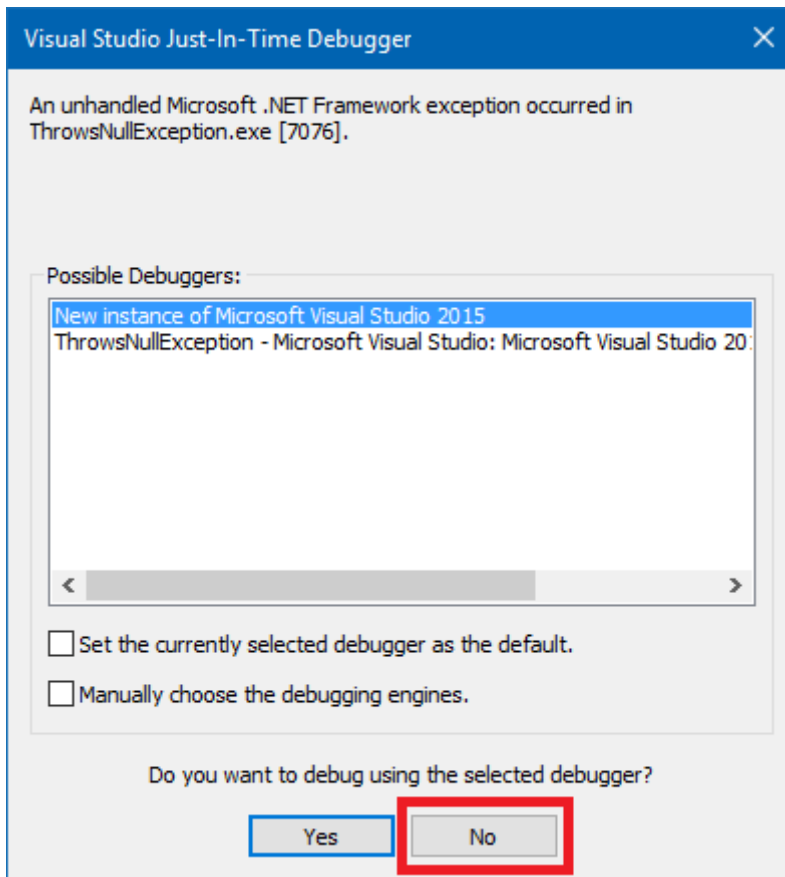 Visual Studio Just-In-Time Debugger
An unhandled Microsoft .NET Framework exception occurred in
ThrowsNullException.exe [7076].
Possible Debuggers:
New instance of Microsoft Visual Studio 2015
ThrowsNullException - Microsoft Visual Studio: Microsoft Visual Studio 20
Set the currently selected debugger as the default.
Manually choose the debugging engines.
Do you want to debug using the selected debugger?
Yes No